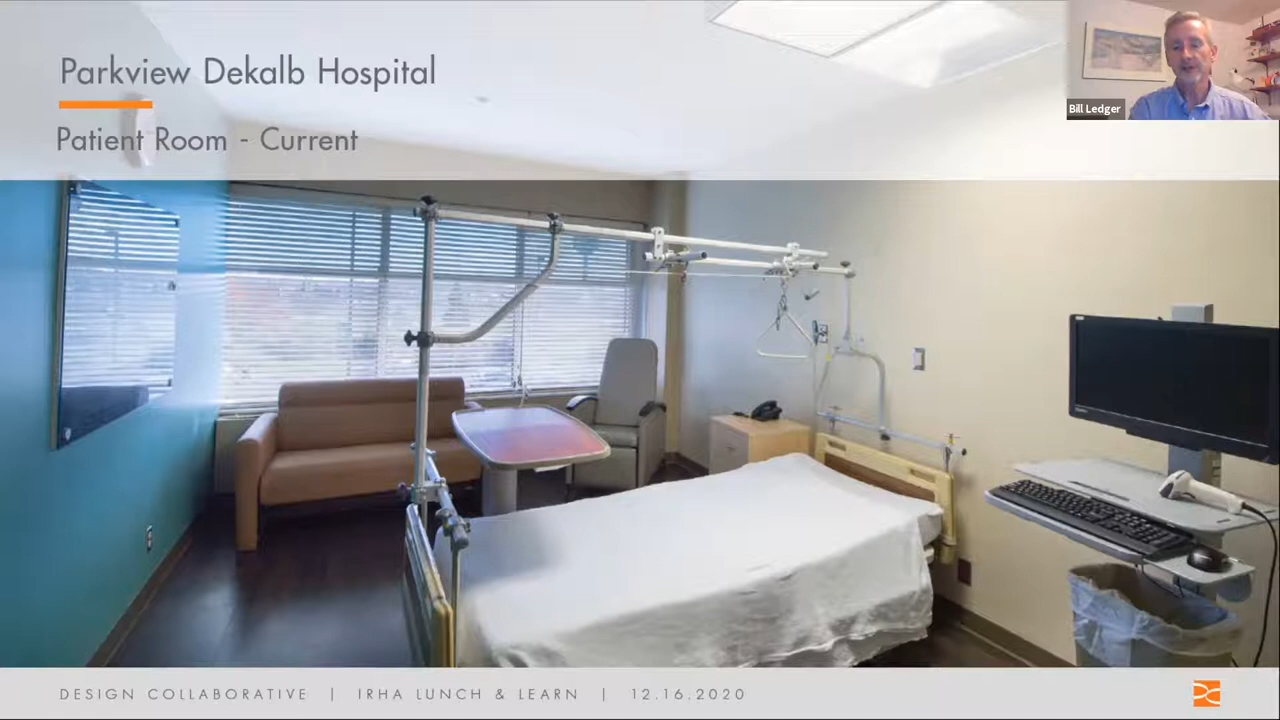 Parkview Dekalb Hospital
Patient Room - Current
Bill Ledger
DESIGN COLLABORATIVE | IRHA LUNCH & LEARN | 12.16.2020